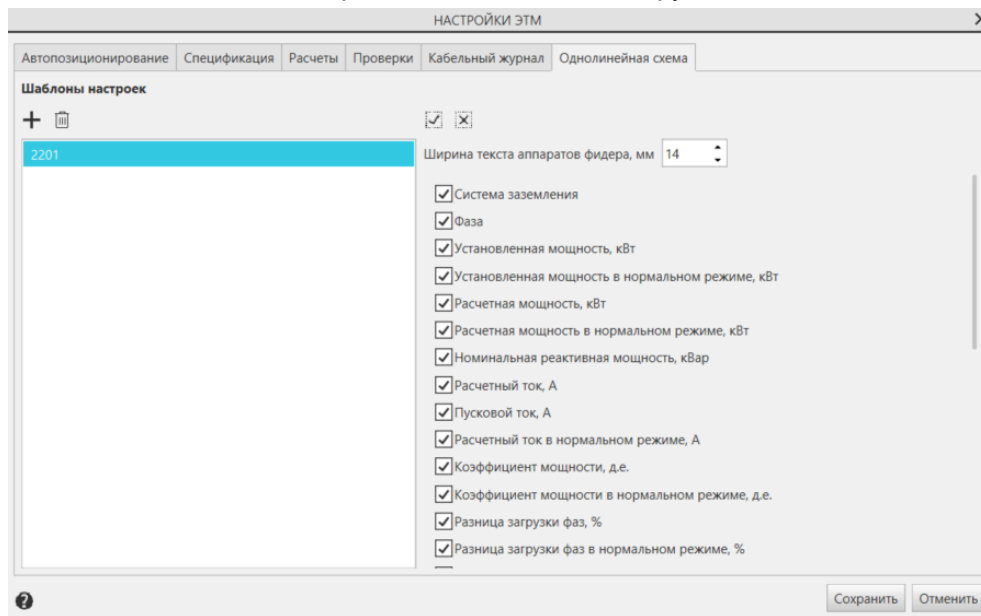 НАСТРОЙКИ ЭТМ
Автопозиционирование Спецификация Расчеты Проверки Кабельный журнал Однолинейная схема
Шаблоны настроек
2201
Ширина текста аппаратов фидера, мм 14
Система заземления
Фаза
Установленная мощность, кВт
Установленная мощность в нормальном режиме, кВт
Расчетная мощность, кВт
Расчетная мощность в нормальном режиме, кВт
Номинальная реактивная мощность, кВар
Расчетный ток, А
Пусковой ток, А
Расчетный ток в нормальном режиме, А
Коэффициент мощности, д.е.
Коэффициент мощности в нормальном режиме, д.е.
Разница загрузки фаз, %
Разница загрузки фаз в нормальном режиме, %
Сохранить Отменить